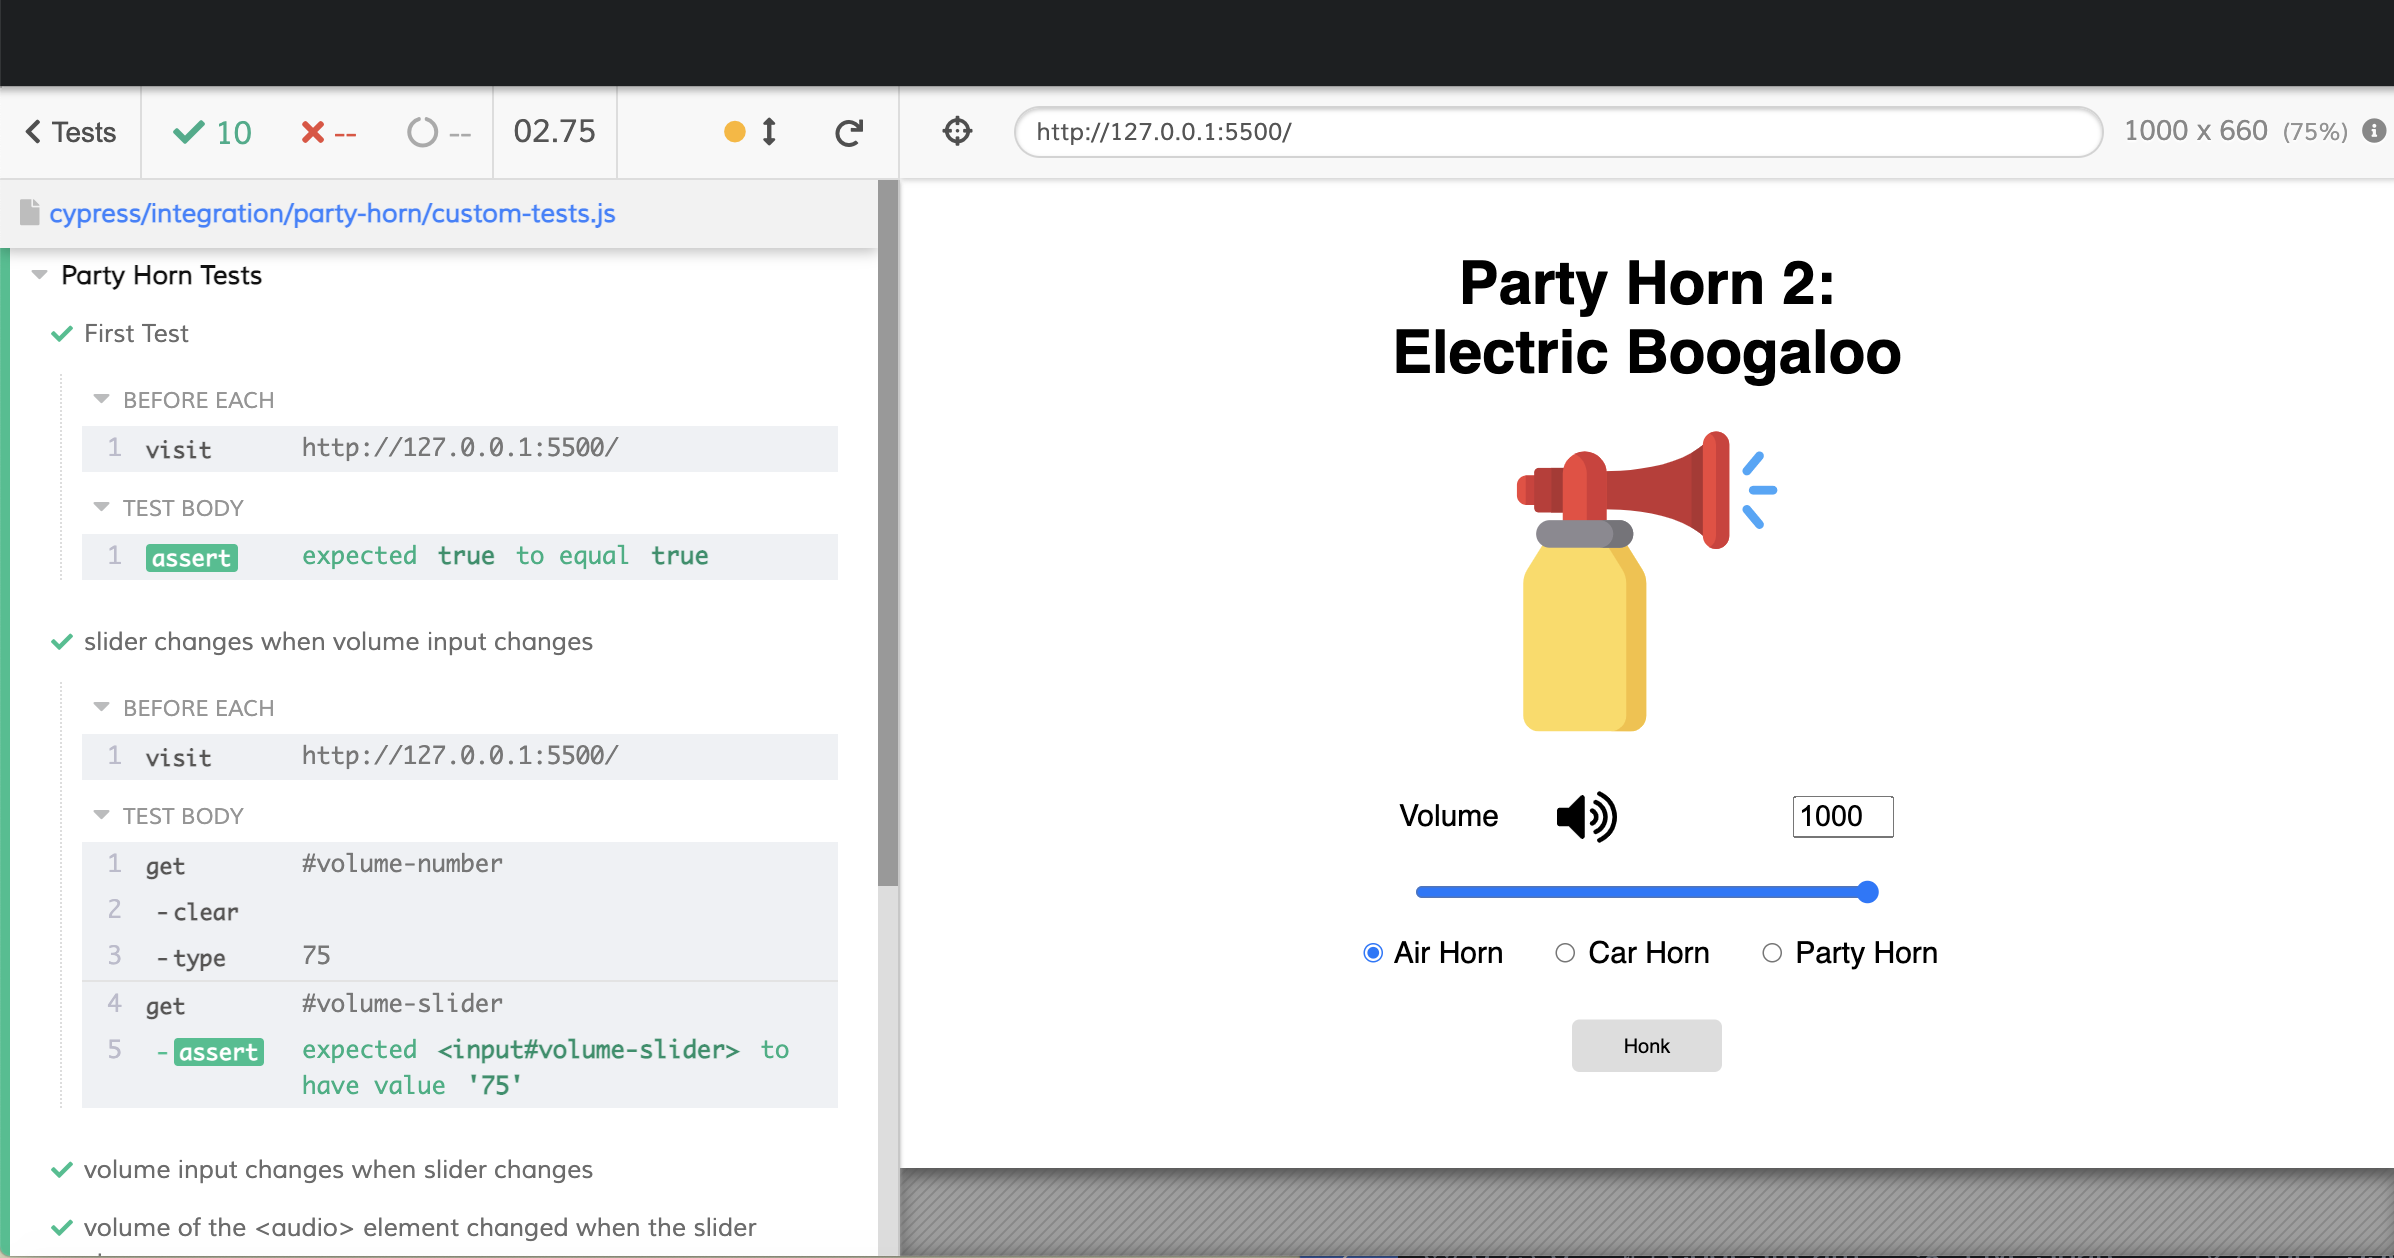 Tests
10
--
--
02.75
http://127.0.0.1:5500/
1000 x 660 (75%)
cypress/integration/party-horn/custom-tests.js
Party Horn Tests
First Test
BEFORE EACH
1 visit http://127.0.0.1:5500/
TEST BODY
1 assert expected true to equal true
slider changes when volume input changes
BEFORE EACH
1 visit http://127.0.0.1:5500/
TEST BODY
1 get #volume-number
2 -clear
3 -type 75
4 get #volume-slider
5 -assert expected <input#volume-slider> to
have value '75'
volume input changes when slider changes
volume of the <audio> element changed when the slider
Party Horn 2:
Electric Boogaloo
Volume
1000
Air Horn
Car Horn
Party Horn
Honk